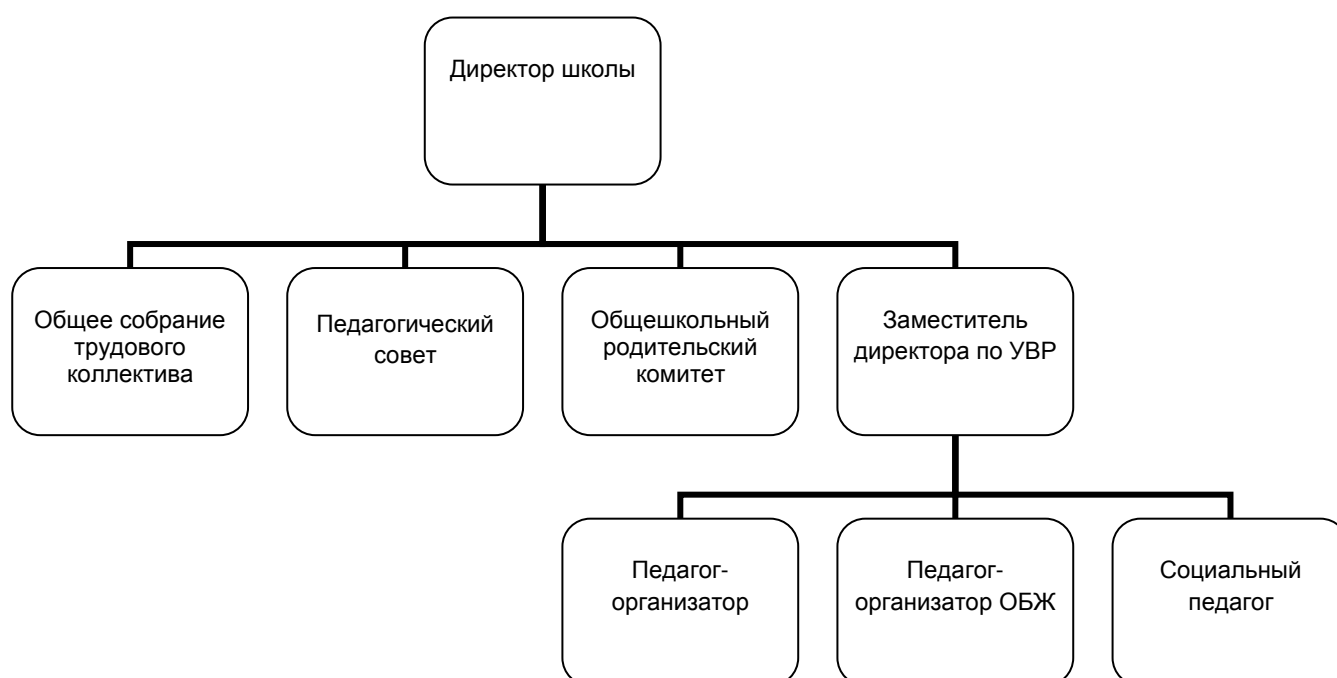 Директор школы
Общее собрание
трудового
коллектива
Педагогический
совет
Общешкольный
родительский
комитет
Заместитель
директора по УВР
Педагог-
организатор
Педагог-
организатор ОБЖ
Социальный
педагог